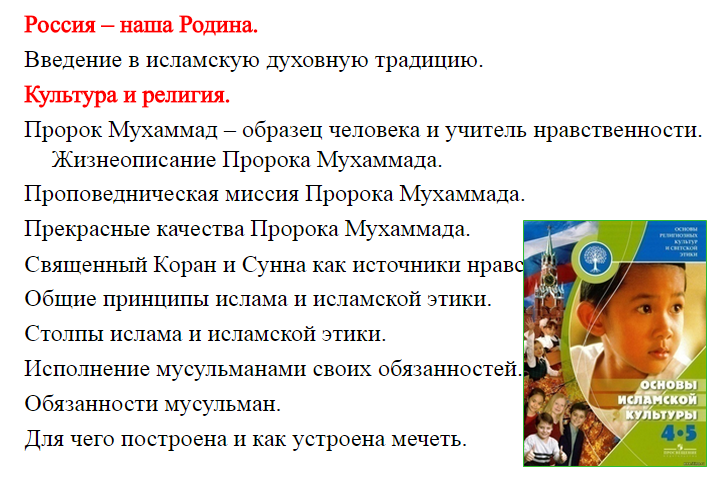 Россия – наша Родина.
Введение в исламскую духовную традицию.
Культура и религия.
Пророк Мухаммад – образец человека и учитель нравственности.
Жизнеописание Пророка Мухаммада.
Проповедническая миссия Пророка Мухаммада.
Прекрасные качества Пророка Мухаммада.
Священный Коран и Сунна как источники нравс
Общие принципы ислама и исламской этики.
Столпы ислама и исламской этики.
Исполнение мусульманами своих обязанностей.
Обязанности мусульман.
Для чего построена и как устроена мечеть.
ОСНОВЫ
РЕЛИГИОЗНЫХ
КУЛЬТУР
И СВЕТСКОЙ
ЭТИКИ
ОСНОВЫ
ИСЛАМСКОЙ
КУЛЬТУРЫ
4•5
ПРОСВЕЩЕНИЕ